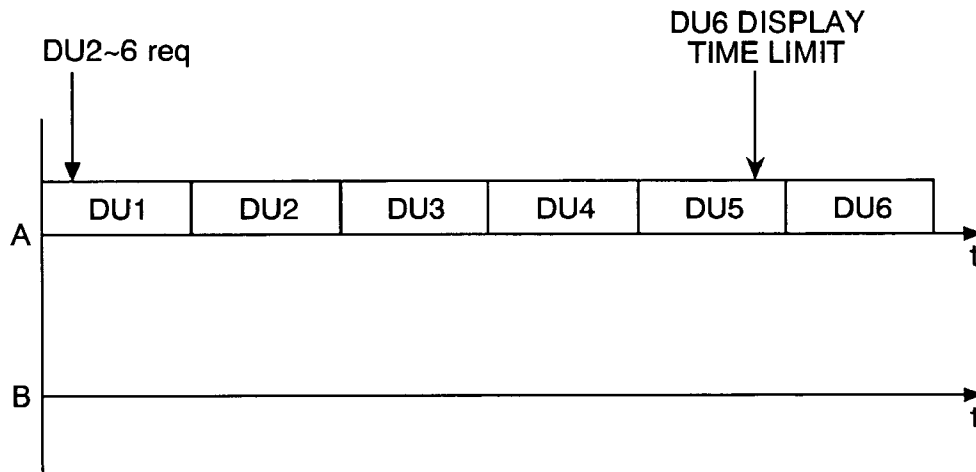 DU6 DISPLAY
TIME LIMIT
DU2~6 req
DU1 DU2 DU3 DU4 DU5 DU6
A
t
B
t